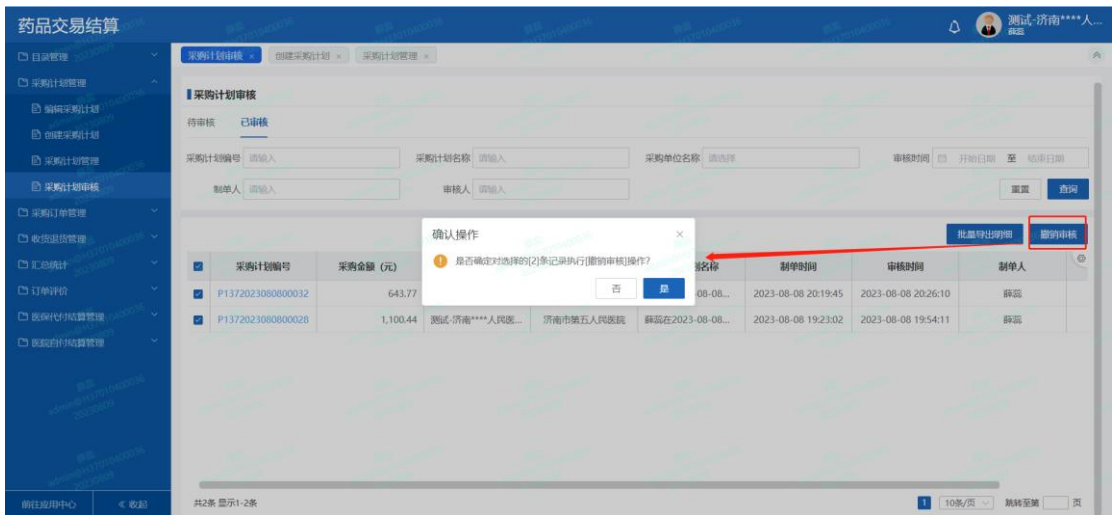 药品交易结算
测试-济南****人...
薛蕊
目录管理
采购计划管理
编辑采购计划
创建采购计划
采购计划管理
采购计划审核
采购订单管理
收货退货管理
汇总统计
订单评价
医保代付结算管理
医院自付结算管理
前往应用中心
收起
采购计划审核 × 创建采购计划 × 采购计划管理 ×
采购计划审核
待审核 已审核
采购计划编号 请输入 采购计划名称 请输入 采购单位名称 请选择 审核时间 开始日期 至 结束日期
制单人 请输入 审核人 请输入 重置 查询
批量导出明细 撤销审核
确认操作 ×
是否确定对选择的[2]条记录执行[撤销审核]操作?
否 是
采购计划编号 采购金额 (元) 名称 制单时间 审核时间 制单人
P1372023080800032 643.77 -08-08... 2023-08-08 20:19:45 2023-08-08 20:26:10 薛蕊
P1372023080800028 1,100.44 测试-济南****人民医... 济南市第五人民医院 薛蕊在2023-08-08... 2023-08-08 19:23:02 2023-08-08 19:54:11 薛蕊
共2条 显示1-2条
1 10条/页 跳转至第 页